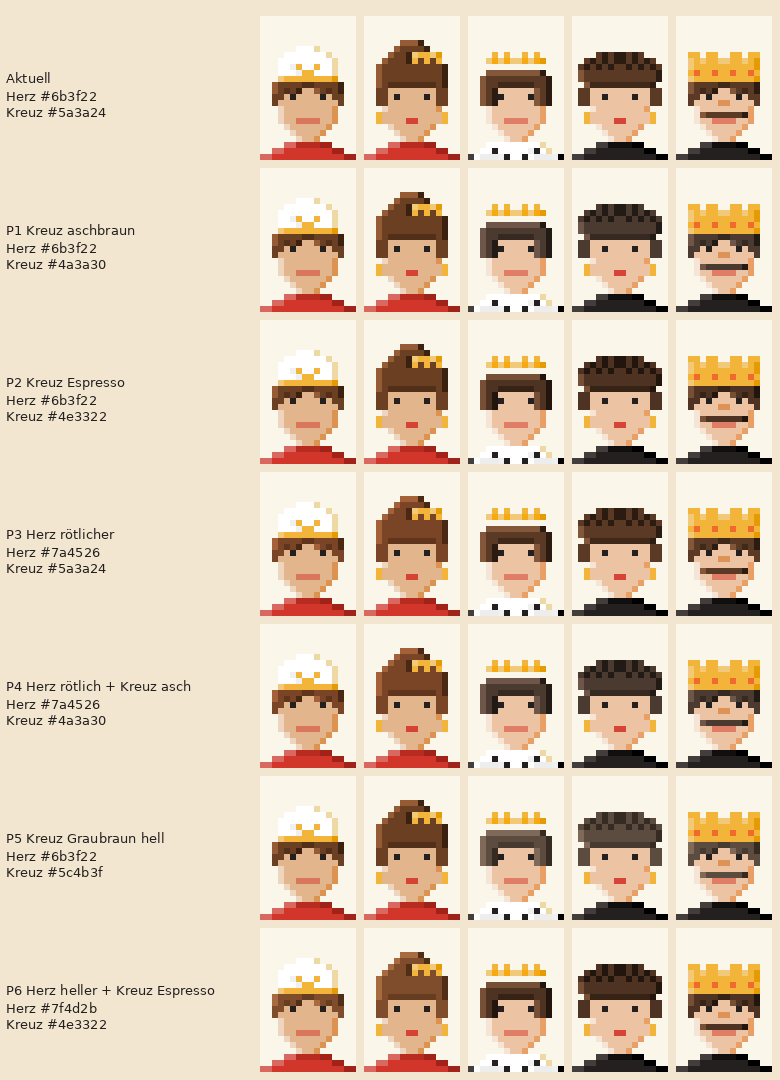 Aktuell
Herz #6b3f22
Kreuz #5a3a24
P1 Kreuz aschbraun
Herz #6b3f22
Kreuz #4a3a30
P2 Kreuz Espresso
Herz #6b3f22
Kreuz #4e3322
P3 Herz rötlicher
Herz #7a4526
Kreuz #5a3a24
P4 Herz rötlich + Kreuz asch
Herz #7a4526
Kreuz #4a3a30
P5 Kreuz Graubraun hell
Herz #6b3f22
Kreuz #5c4b3f
P6 Herz heller + Kreuz Espresso
Herz #7f4d2b
Kreuz #4e3322